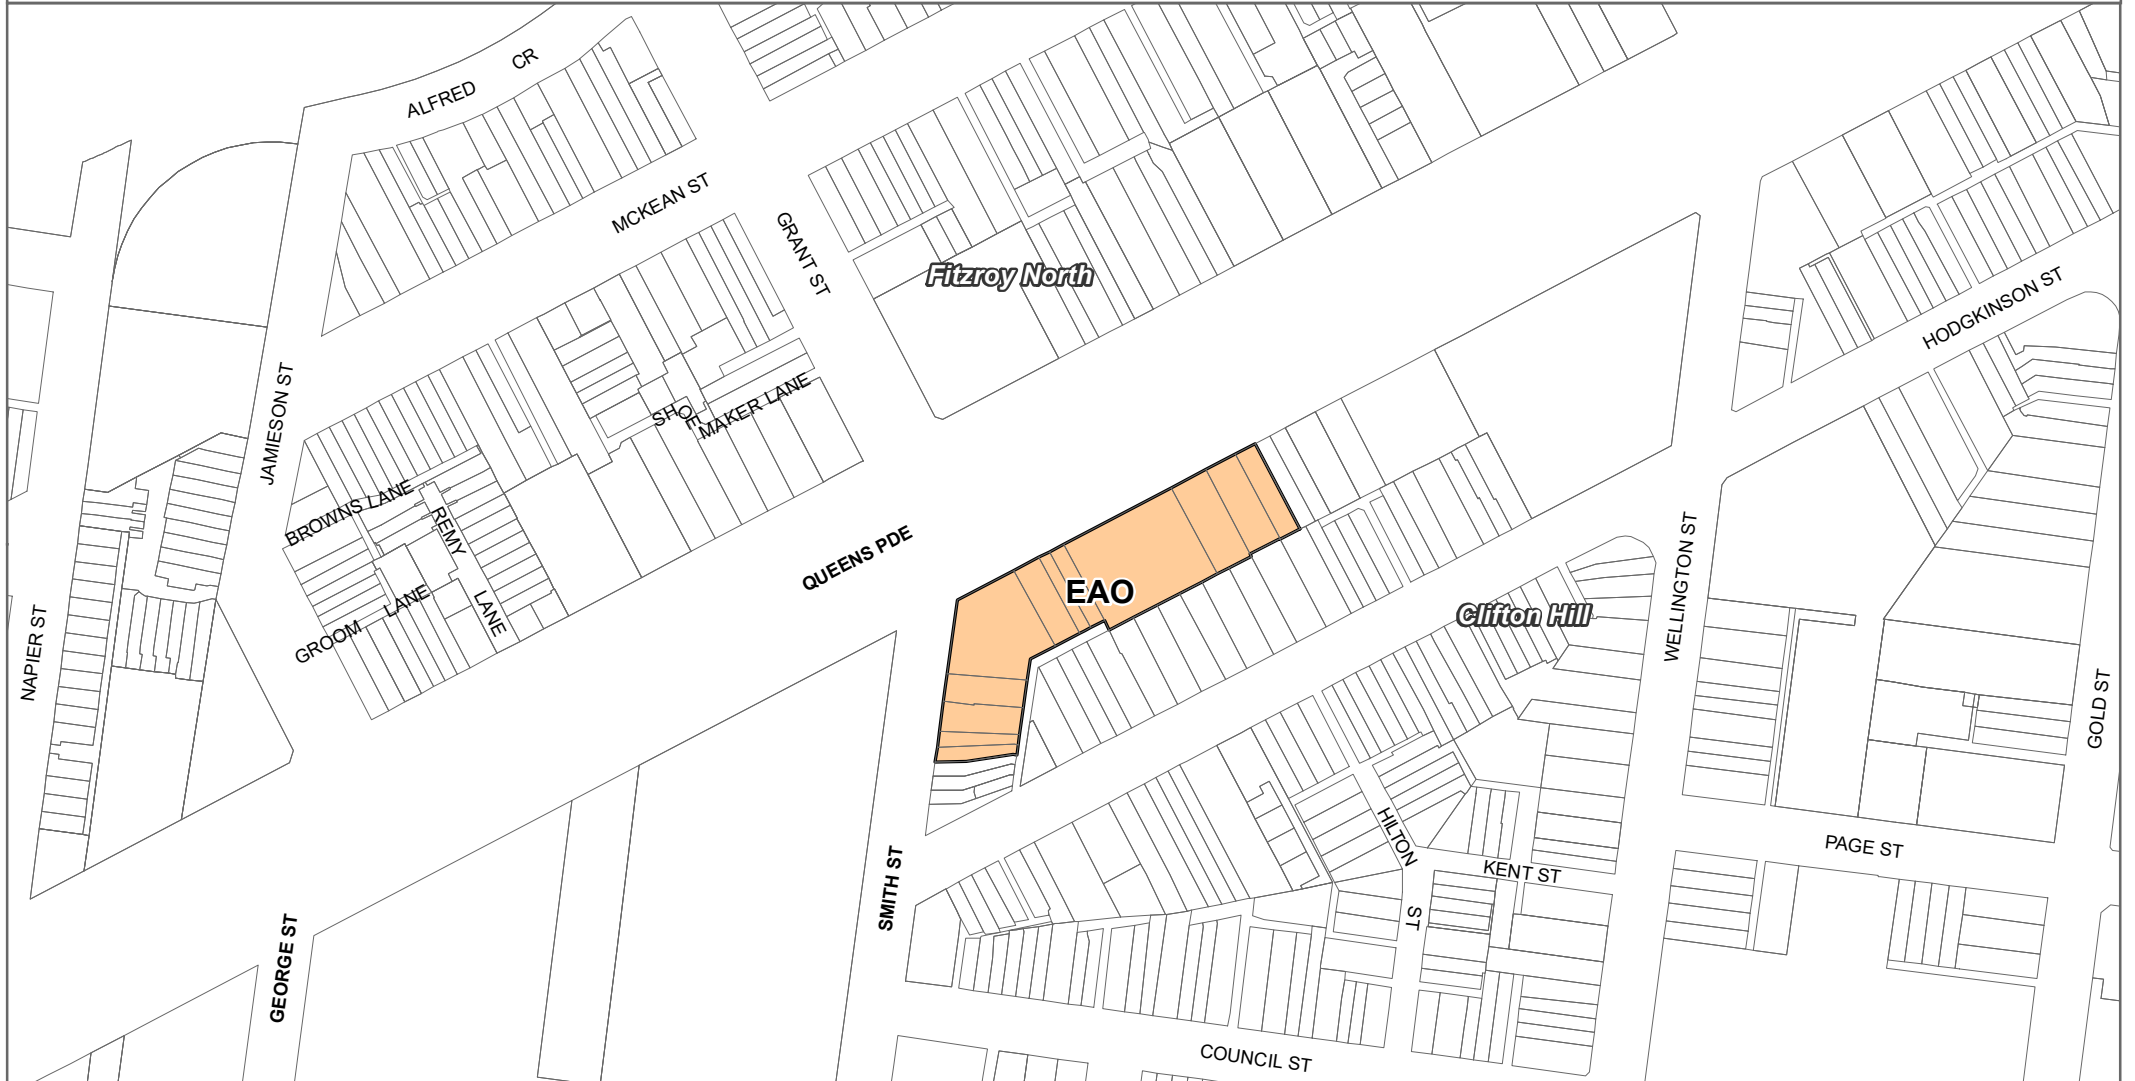 ALFRED CR
MCKEAN ST
GRANT ST
Fitzroy North
HODGKINSON ST
JAMIESON ST
SHOE MAKER LANE
BROWNS LANE
REMY LANE
QUEENS PDE
EAO
Clifton Hill
WELLINGTON ST
GROOM LANE
NAPIER ST
GOLD ST
HILTON ST
PAGE ST
KENT ST
SMITH ST
GEORGE ST
COUNCIL ST